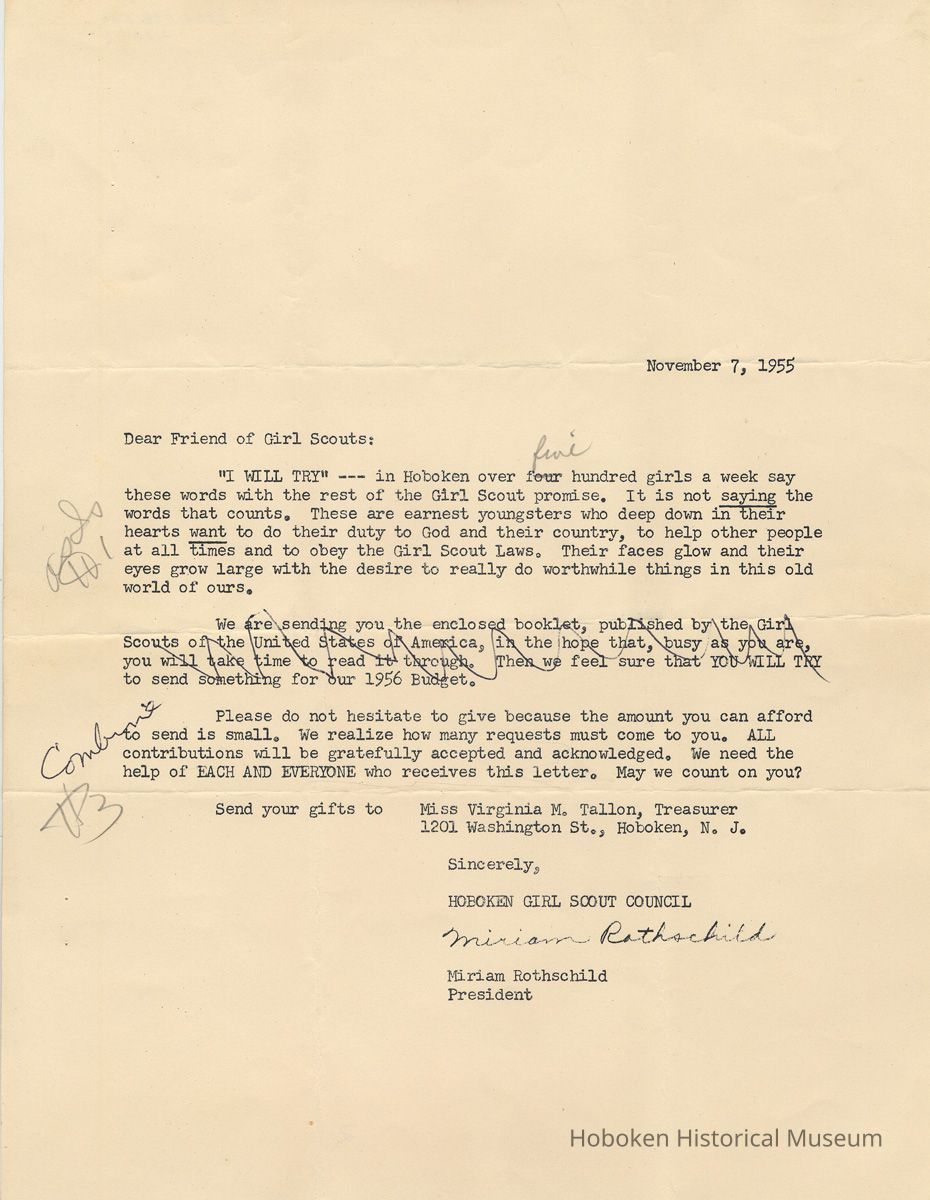 November 7, 1955
Dear Friend of Girl Scouts:
five
"I WILL TRY" --- in Hoboken over four hundred girls a week say
these words with the rest of the Girl Scout promise. It is not saying the
words that counts. These are earnest youngsters who deep down in their
hearts want to do their duty to God and their country, to help other people
at all times and to obey the Girl Scout Laws. Their faces glow and their
eyes grow large with the desire to really do worthwhile things in this old
world of ours.
#1
We are sending you the enclosed booklet, published by the Girl
Scouts of the United States of America, in the hope that, busy as you are,
you will take time to read it through. Then we feel sure that YOU WILL TRY
to send something for our 1956 Budget.
Combine
#3
Please do not hesitate to give because the amount you can afford
to send is small. We realize how many requests must come to you. ALL
contributions will be gratefully accepted and acknowledged. We need the
help of EACH AND EVERYONE who receives this letter. May we count on you?
Send your gifts to Miss Virginia M. Tallon, Treasurer
1201 Washington St., Hoboken, N. J.
Sincerely,
HOBOKEN GIRL SCOUT COUNCIL
Miriam Rothschild
Miriam Rothschild
President
Hoboken Historical Museum